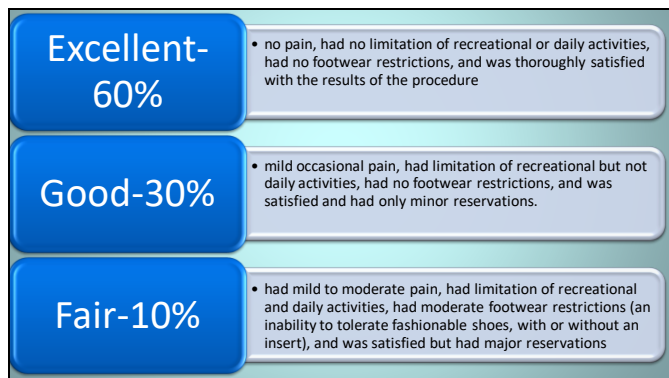 Excellent-
60%
• no pain, had no limitation of recreational or daily activities,
had no footwear restrictions, and was thoroughly satisfied
with the results of the procedure
Good-30%
• mild occasional pain, had limitation of recreational but not
daily activities, had no footwear restrictions, and was
satisfied and had only minor reservations.
Fair-10%
• had mild to moderate pain, had limitation of recreational
and daily activities, had moderate footwear restrictions (an
inability to tolerate fashionable shoes, with or without an
insert), and was satisfied but had major reservations